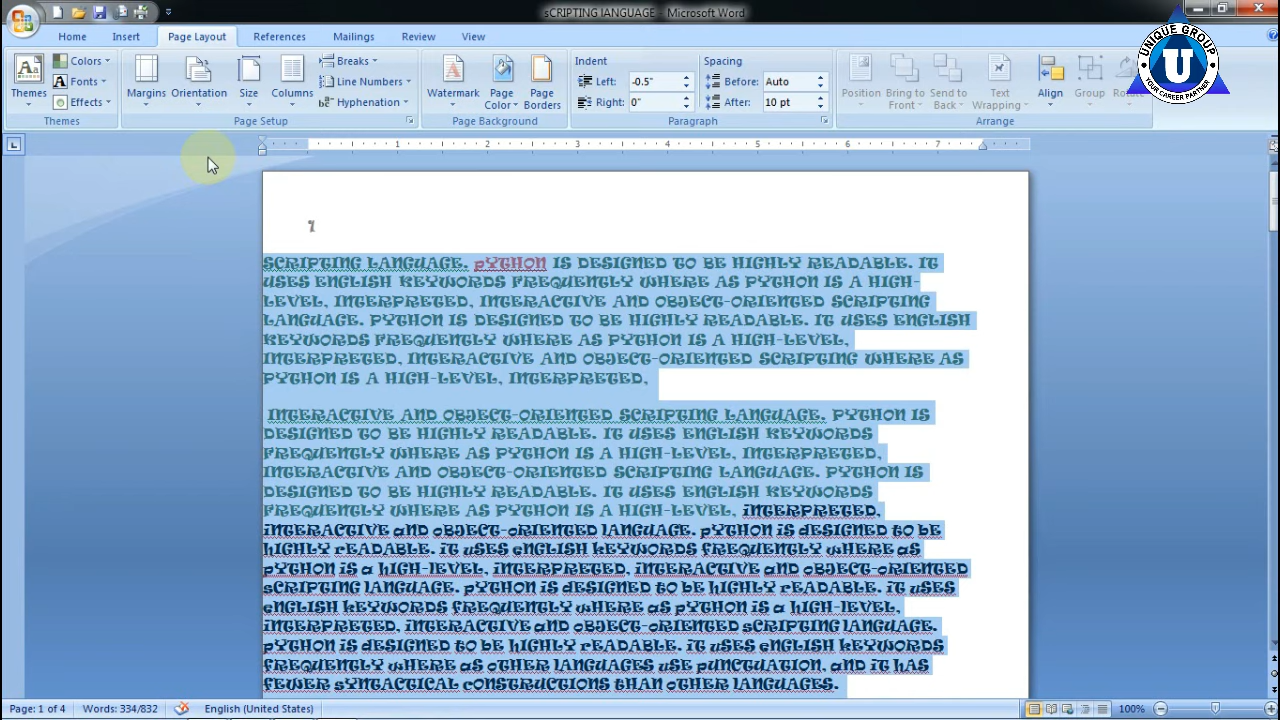 sCRIPTING lANGUAGE - Microsoft Word
Home Insert Page Layout References Mailings Review View
UNIQUE GROUP
U
YOUR CAREER PARTNER
Themes
Colors
Fonts
Effects
Themes
Margins
Orientation
Size
Columns
Breaks
Line Numbers
Hyphenation
Page Setup
Watermark
Page Color
Page Borders
Page Background
Indent
Left: -0.5"
Right: 0"
Spacing
Before: Auto
After: 10 pt
Paragraph
Position
Bring to Front
Send to Back
Text Wrapping
Align
Group
Rotate
Arrange
1 2 3 4 5 6 7
SCRIPTING LANGUAGE. pYTHON IS DESIGNED TO BE HIGHLY READABLE. IT
USES ENGLISH KEYWORDS FREQUENTLY WHERE AS PYTHON IS A HIGH-
LEVEL, INTERPRETED, INTERACTIVE AND OBJECT-ORIENTED SCRIPTING
LANGUAGE. PYTHON IS DESIGNED TO BE HIGHLY READABLE. IT USES ENGLISH
KEYWORDS FREQUENTLY WHERE AS PYTHON IS A HIGH-LEVEL,
INTERPRETED, INTERACTIVE AND OBJECT-ORIENTED SCRIPTING WHERE AS
PYTHON IS A HIGH-LEVEL, INTERPRETED,
INTERACTIVE AND OBJECT-ORIENTED SCRIPTING LANGUAGE. PYTHON IS
DESIGNED TO BE HIGHLY READABLE. IT USES ENGLISH KEYWORDS
FREQUENTLY WHERE AS PYTHON IS A HIGH-LEVEL, INTERPRETED,
INTERACTIVE AND OBJECT-ORIENTED SCRIPTING LANGUAGE. PYTHON IS
DESIGNED TO BE HIGHLY READABLE. IT USES ENGLISH KEYWORDS
FREQUENTLY WHERE AS PYTHON IS A HIGH-LEVEL, iNTERPRETED,
iNTERACTIVE aND oBJECT-oRIENTED lANGUAGE. pYTHON iS dESIGNED tO bE
hIGHLY rEADABLE. iT uSES eNGLISH kEYWORDS fREQUENTLY wHERE aS
pYTHON iS a hIGH-lEVEL, iNTERPRETED, iNTERACTIVE aND oBJECT-oRIENTED
sCRIPTING lANGUAGE. pYTHON iS dESIGNED tO bE hIGHLY rEADABLE. iT uSES
eNGLISH kEYWORDS fREQUENTLY wHERE aS pYTHON iS a hIGH-lEVEL,
iNTERPRETED, iNTERACTIVE aND oBJECT-oRIENTED sCRIPTING lANGUAGE.
pYTHON iS dESIGNED tO bE hIGHLY rEADABLE. iT uSES eNGLISH kEYWORDS
fREQUENTLY wHERE aS oTHER lANGUAGES uSE pUNCTUATION, aND iT hAS
fEWER sYNTACTICAL cONSTRUCTIONS tHAN oTHER lANGUAGES.
Page: 1 of 4 Words: 334/832 English (United States) 100%